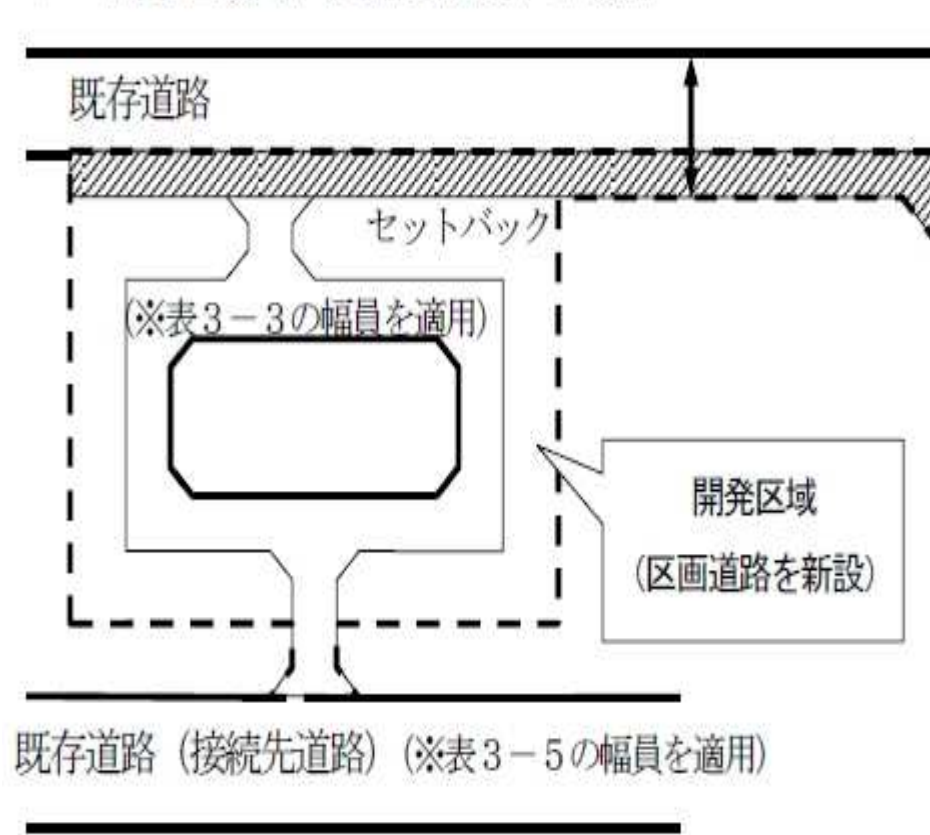 既存道路
セットバック
(※表3－3の幅員を適用)
開発区域
(区画道路を新設)
既存道路（接続先道路）（※表3－5の幅員を適用）